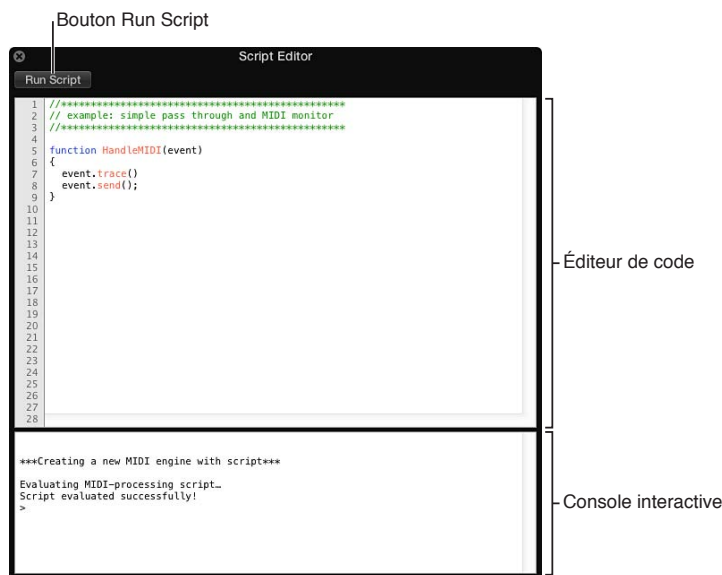 Bouton Run Script
Script Editor
Run Script
1 //************************************************
2 // example: simple pass through and MIDI monitor
3 //************************************************
4
5 function HandleMIDI(event)
6 {
7 event.trace()
8 event.send();
9 }
10
11
12
13
14
15
16
17
18
19
20
21
22
23
24
25
26
27
28
Éditeur de code
***Creating a new MIDI engine with script***
Evaluating MIDI-processing script…
Script evaluated successfully!
>
Console interactive